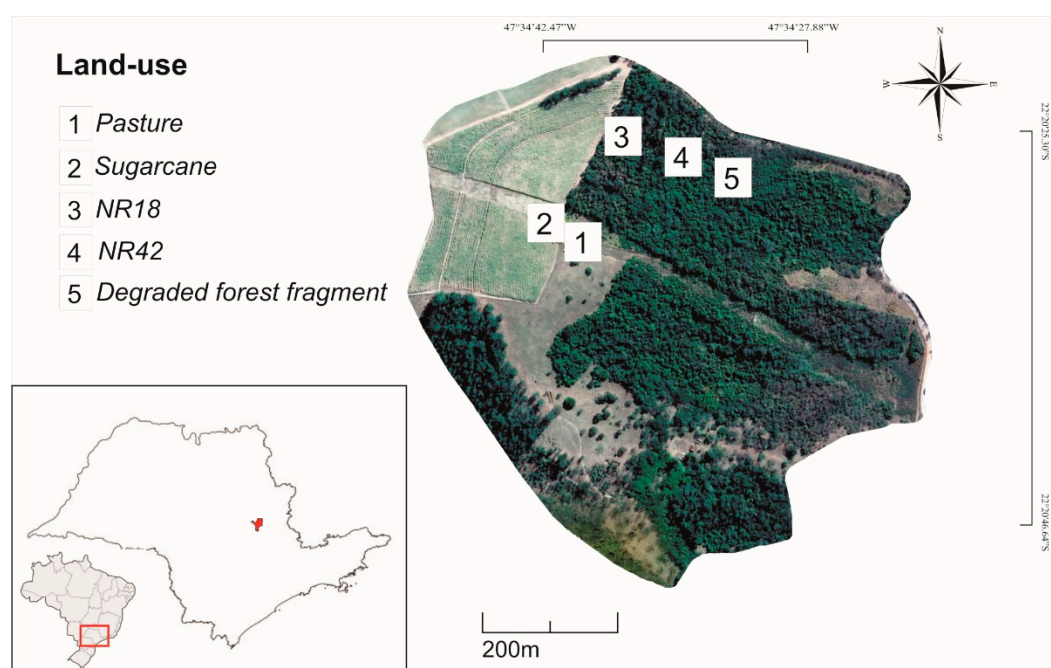 47°34'42.47"W
47°34'27.88"W
Land-use
1 Pasture
2 Sugarcane
3 NR18
4 NR42
5 Degraded forest fragment
N
W
E
S
22°20'25.30"S
3
4
5
2
1
22°20'46.64"S
200m